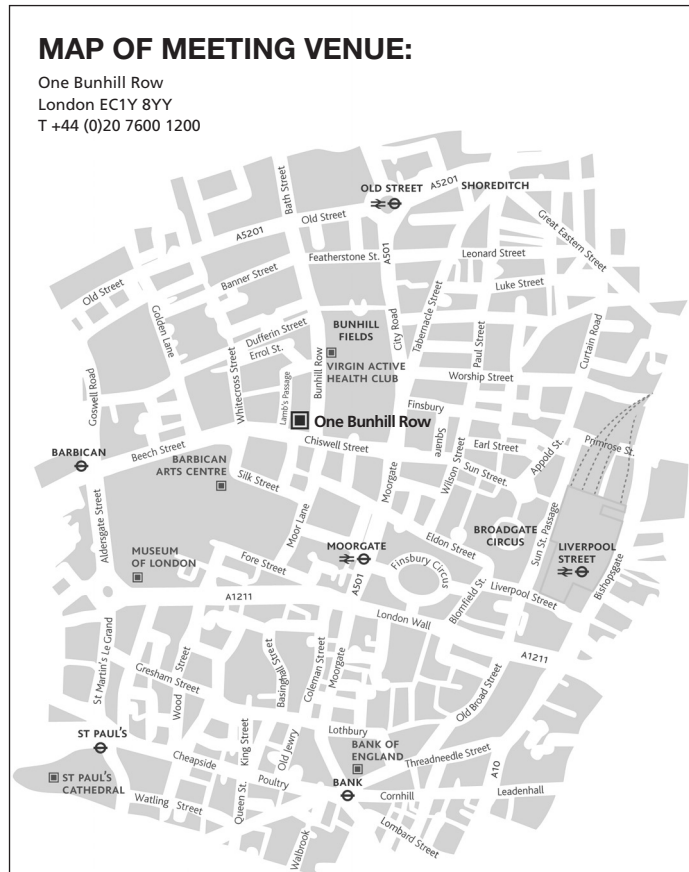 MAP OF MEETING VENUE:
One Bunhill Row
London EC1Y 8YY
T +44 (0)20 7600 1200
OLD STREET
A5201
SHOREDITCH
Bath Street
Old Street
A5201
A501
Great Eastern Street
Featherstone St.
Leonard Street
Banner Street
Luke Street
Old Street
Golden Lane
Dufferin Street
Errol St.
BUNHILL
FIELDS
City Road
Tabernacle Street
Paul Street
Curtain Road
VIRGIN ACTIVE
HEALTH CLUB
Goswell Road
Whitecross Street
Lamb's Passage
Bunhill Row
Worship Street
Finsbury
Square
One Bunhill Row
Chiswell Street
Earl Street
Primrose St.
BARBICAN
Beech Street
BARBICAN
ARTS CENTRE
Silk Street
Moorgate
Wilson Street
Sun Street.
Appold St.
Aldersgate Street
Moor Lane
Eldon Street
BROADGATE
CIRCUS
Sun St. Passage
LIVERPOOL
STREET
Bishopsgate
MUSEUM
OF LONDON
Fore Street
MOORGATE
Finsbury Circus
A501
Blomfield St.
Liverpool Street
A1211
London Wall
A1211
St Martin's Le Grand
Gresham Street
Wood Street
Basinghall Street
Coleman Street
Moorgate
Old Broad Street
ST PAUL'S
Cheapside
King Street
Old Jewry
Lothbury
BANK OF
ENGLAND
Threadneedle Street
A10
ST PAUL'S
CATHEDRAL
Watling Street
Queen St.
Poultry
BANK
Cornhill
Leadenhall
Walbrook
Lombard Street